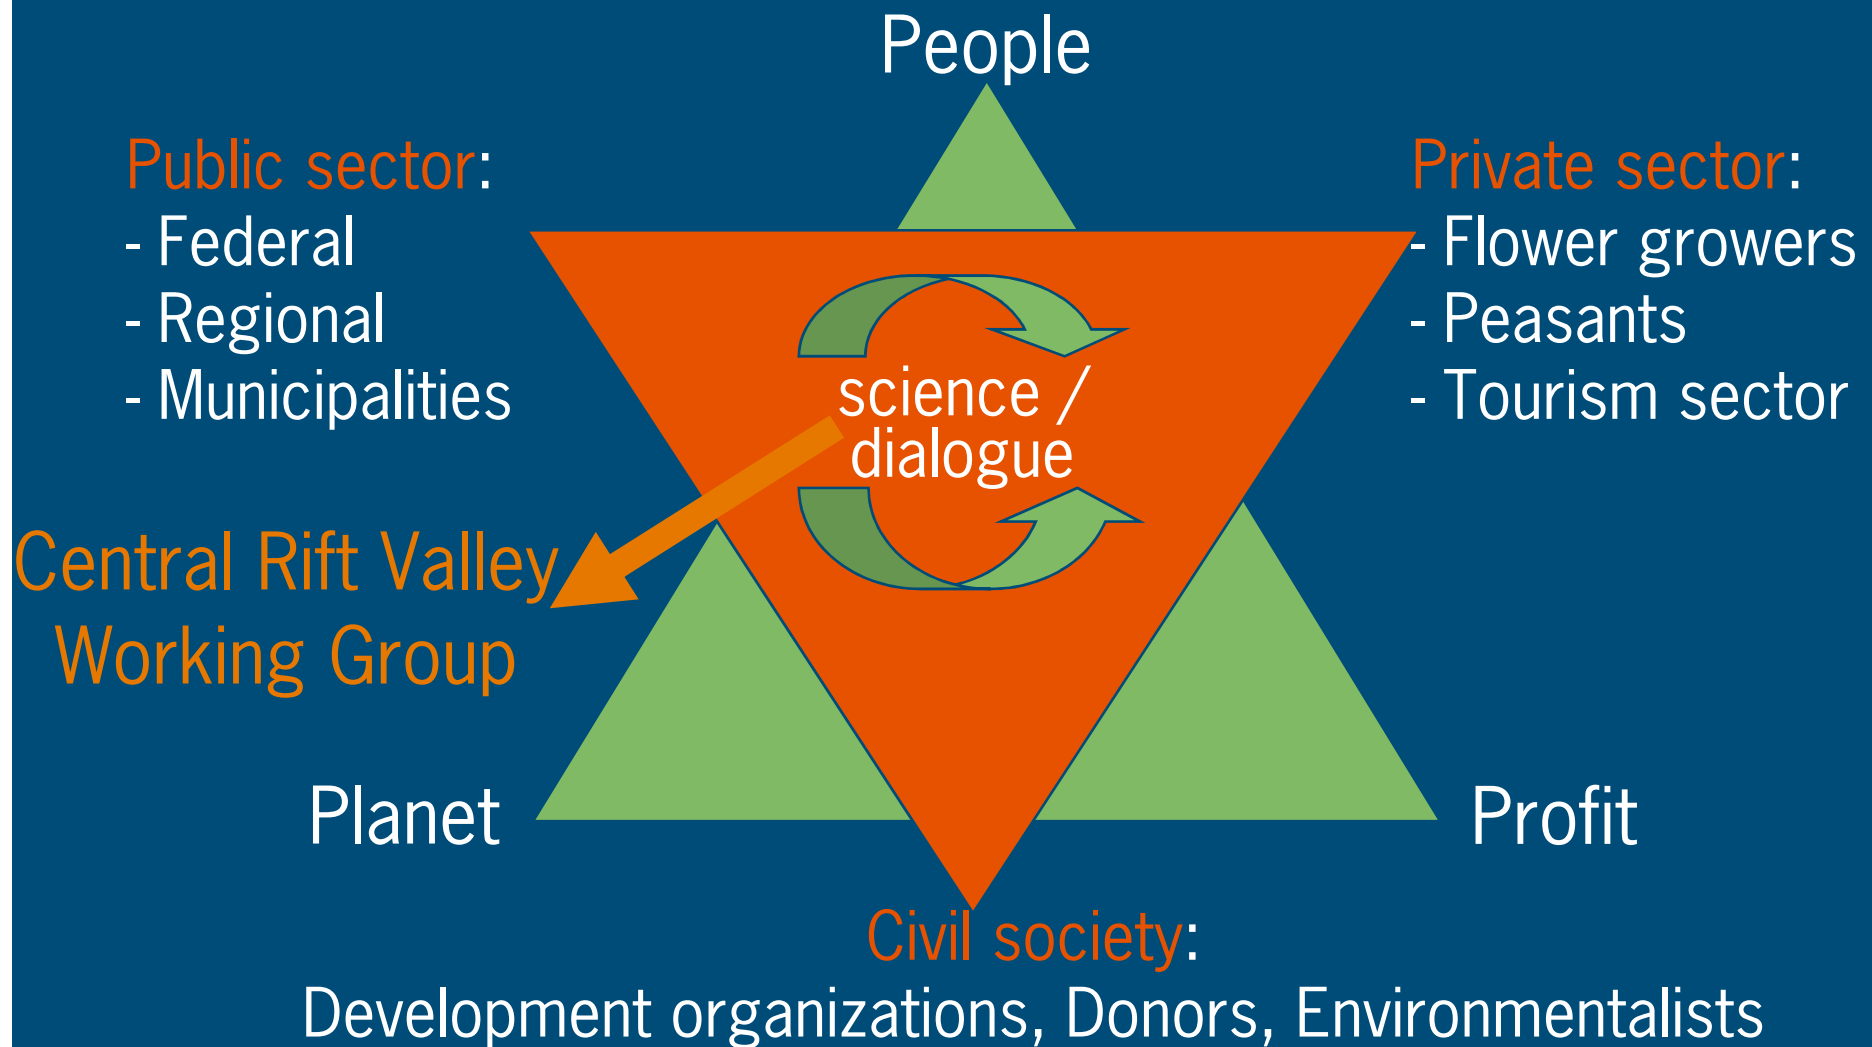 People
Public sector:
- Federal
- Regional
- Municipalities
Private sector:
- Flower growers
- Peasants
- Tourism sector
science /
dialogue
Central Rift Valley
Working Group
Planet
Profit
Civil society:
Development organizations, Donors, Environmentalists